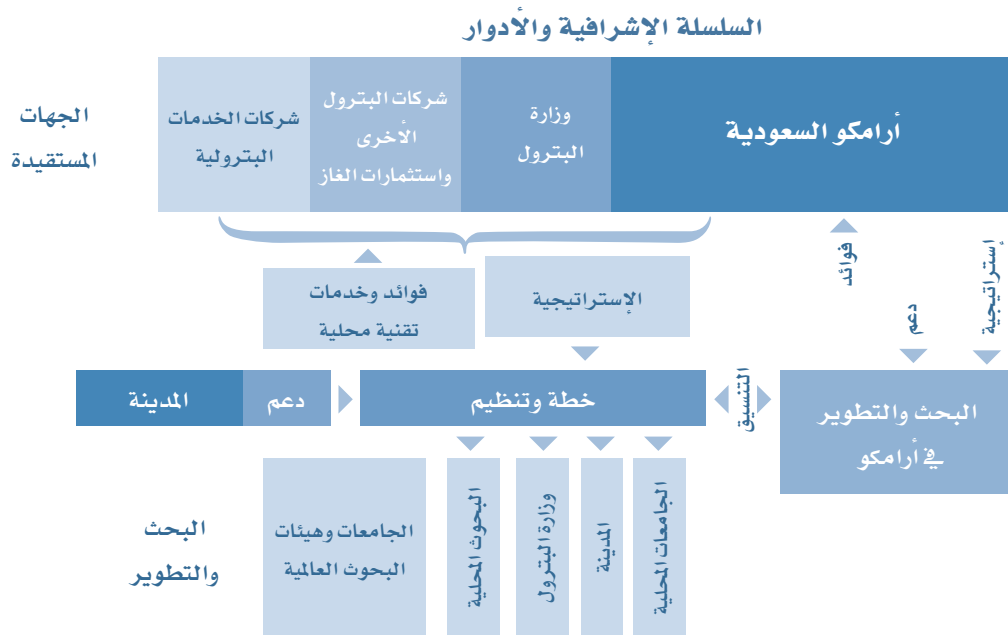 السلسلة الإشرافية والأدوار
الجهات
المستقيدة
أرامكو السعودية
وزارة
البترول
شركات البترول
الأخرى
واستثمارات الغاز
شركات الخدمات
البترولية
إستراتيجية
دعم
فوائد
الإستراتيجية
فوائد وخدمات
تقنية محلية
البحث والتطوير
في أرامكو
التنسيق
خطة وتنظيم
دعم
المدينة
البحث
والتطوير
الجامعات المحلية
المدينة
وزارة البترول
البحوث المحلية
الجامعات وهيئات
البحوث العالمية